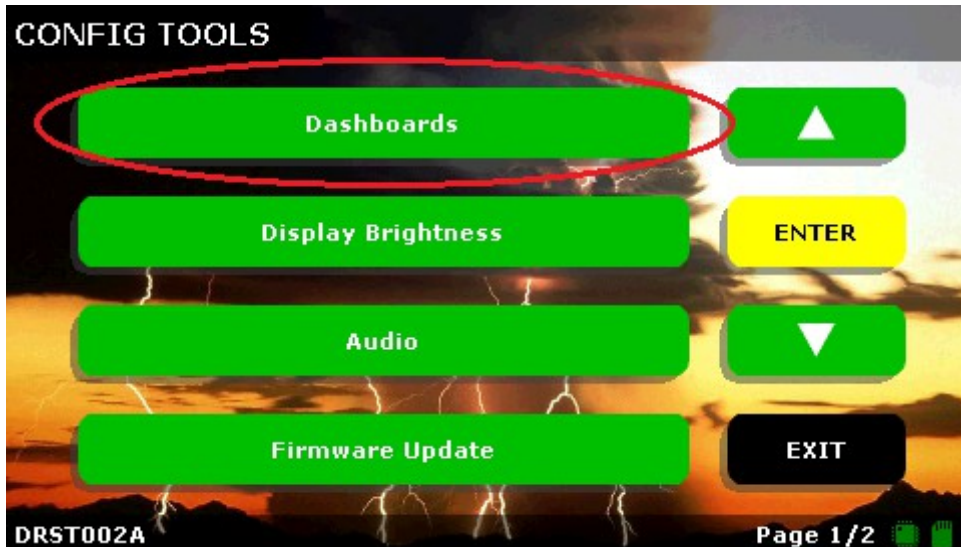 CONFIG TOOLS
Dashboards
Display Brightness
ENTER
Audio
Firmware Update
EXIT
DRST002A
Page 1/2